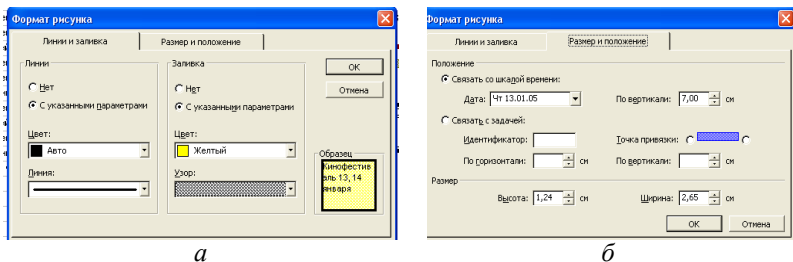 Формат рисунка
Линии и заливка
Размер и положение
Линии
Нет
С указанными параметрами
Цвет:
Авто
Линия:
Заливка
Нет
С указанными параметрами
Цвет:
Желтый
Узор:
ОК
Отмена
Образец
Кинофестив
аль 13, 14
января
а
Формат рисунка
Линии и заливка
Размер и положение
Положение
Связать со шкалой времени:
Дата: Чт 13.01.05 По вертикали: 7,00 см
Связать с задачей:
Идентификатор: Точка привязки:
По горизонтали: см По вертикали: см
Размер
Высота: 1,24 см Ширина: 2,65 см
ОК Отмена
б